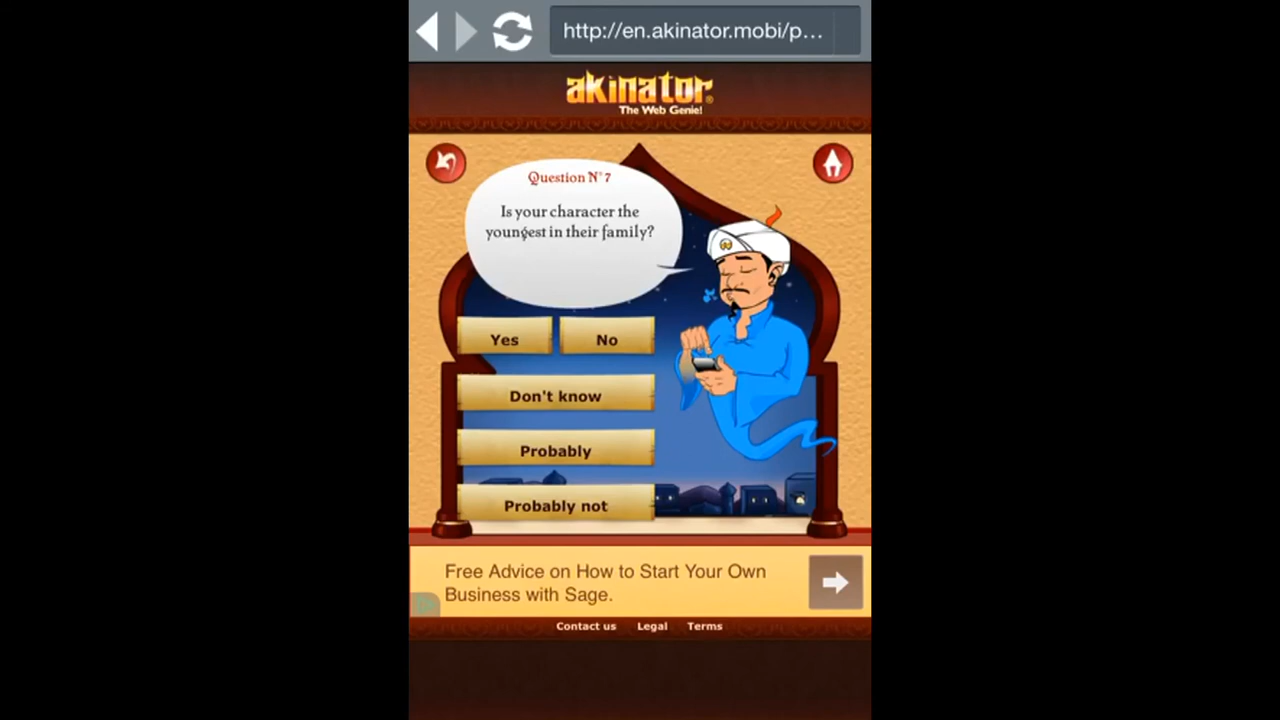 http://en.akinator.mobi/p...
akinator®
The Web Genie!
Question N° 7
Is your character the
youngest in their family?
Yes
No
Don't know
Probably
Probably not
Free Advice on How to Start Your Own
Business with Sage.
Contact us
Legal
Terms